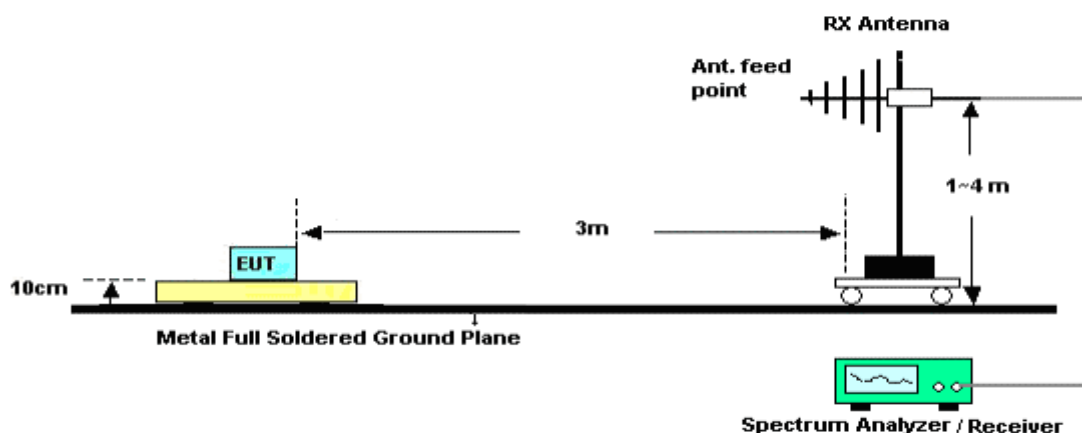 RX Antenna
Ant. feed
point
1~4 m
3m
EUT
10cm
Metal Full Soldered Ground Plane
Spectrum Analyzer / Receiver